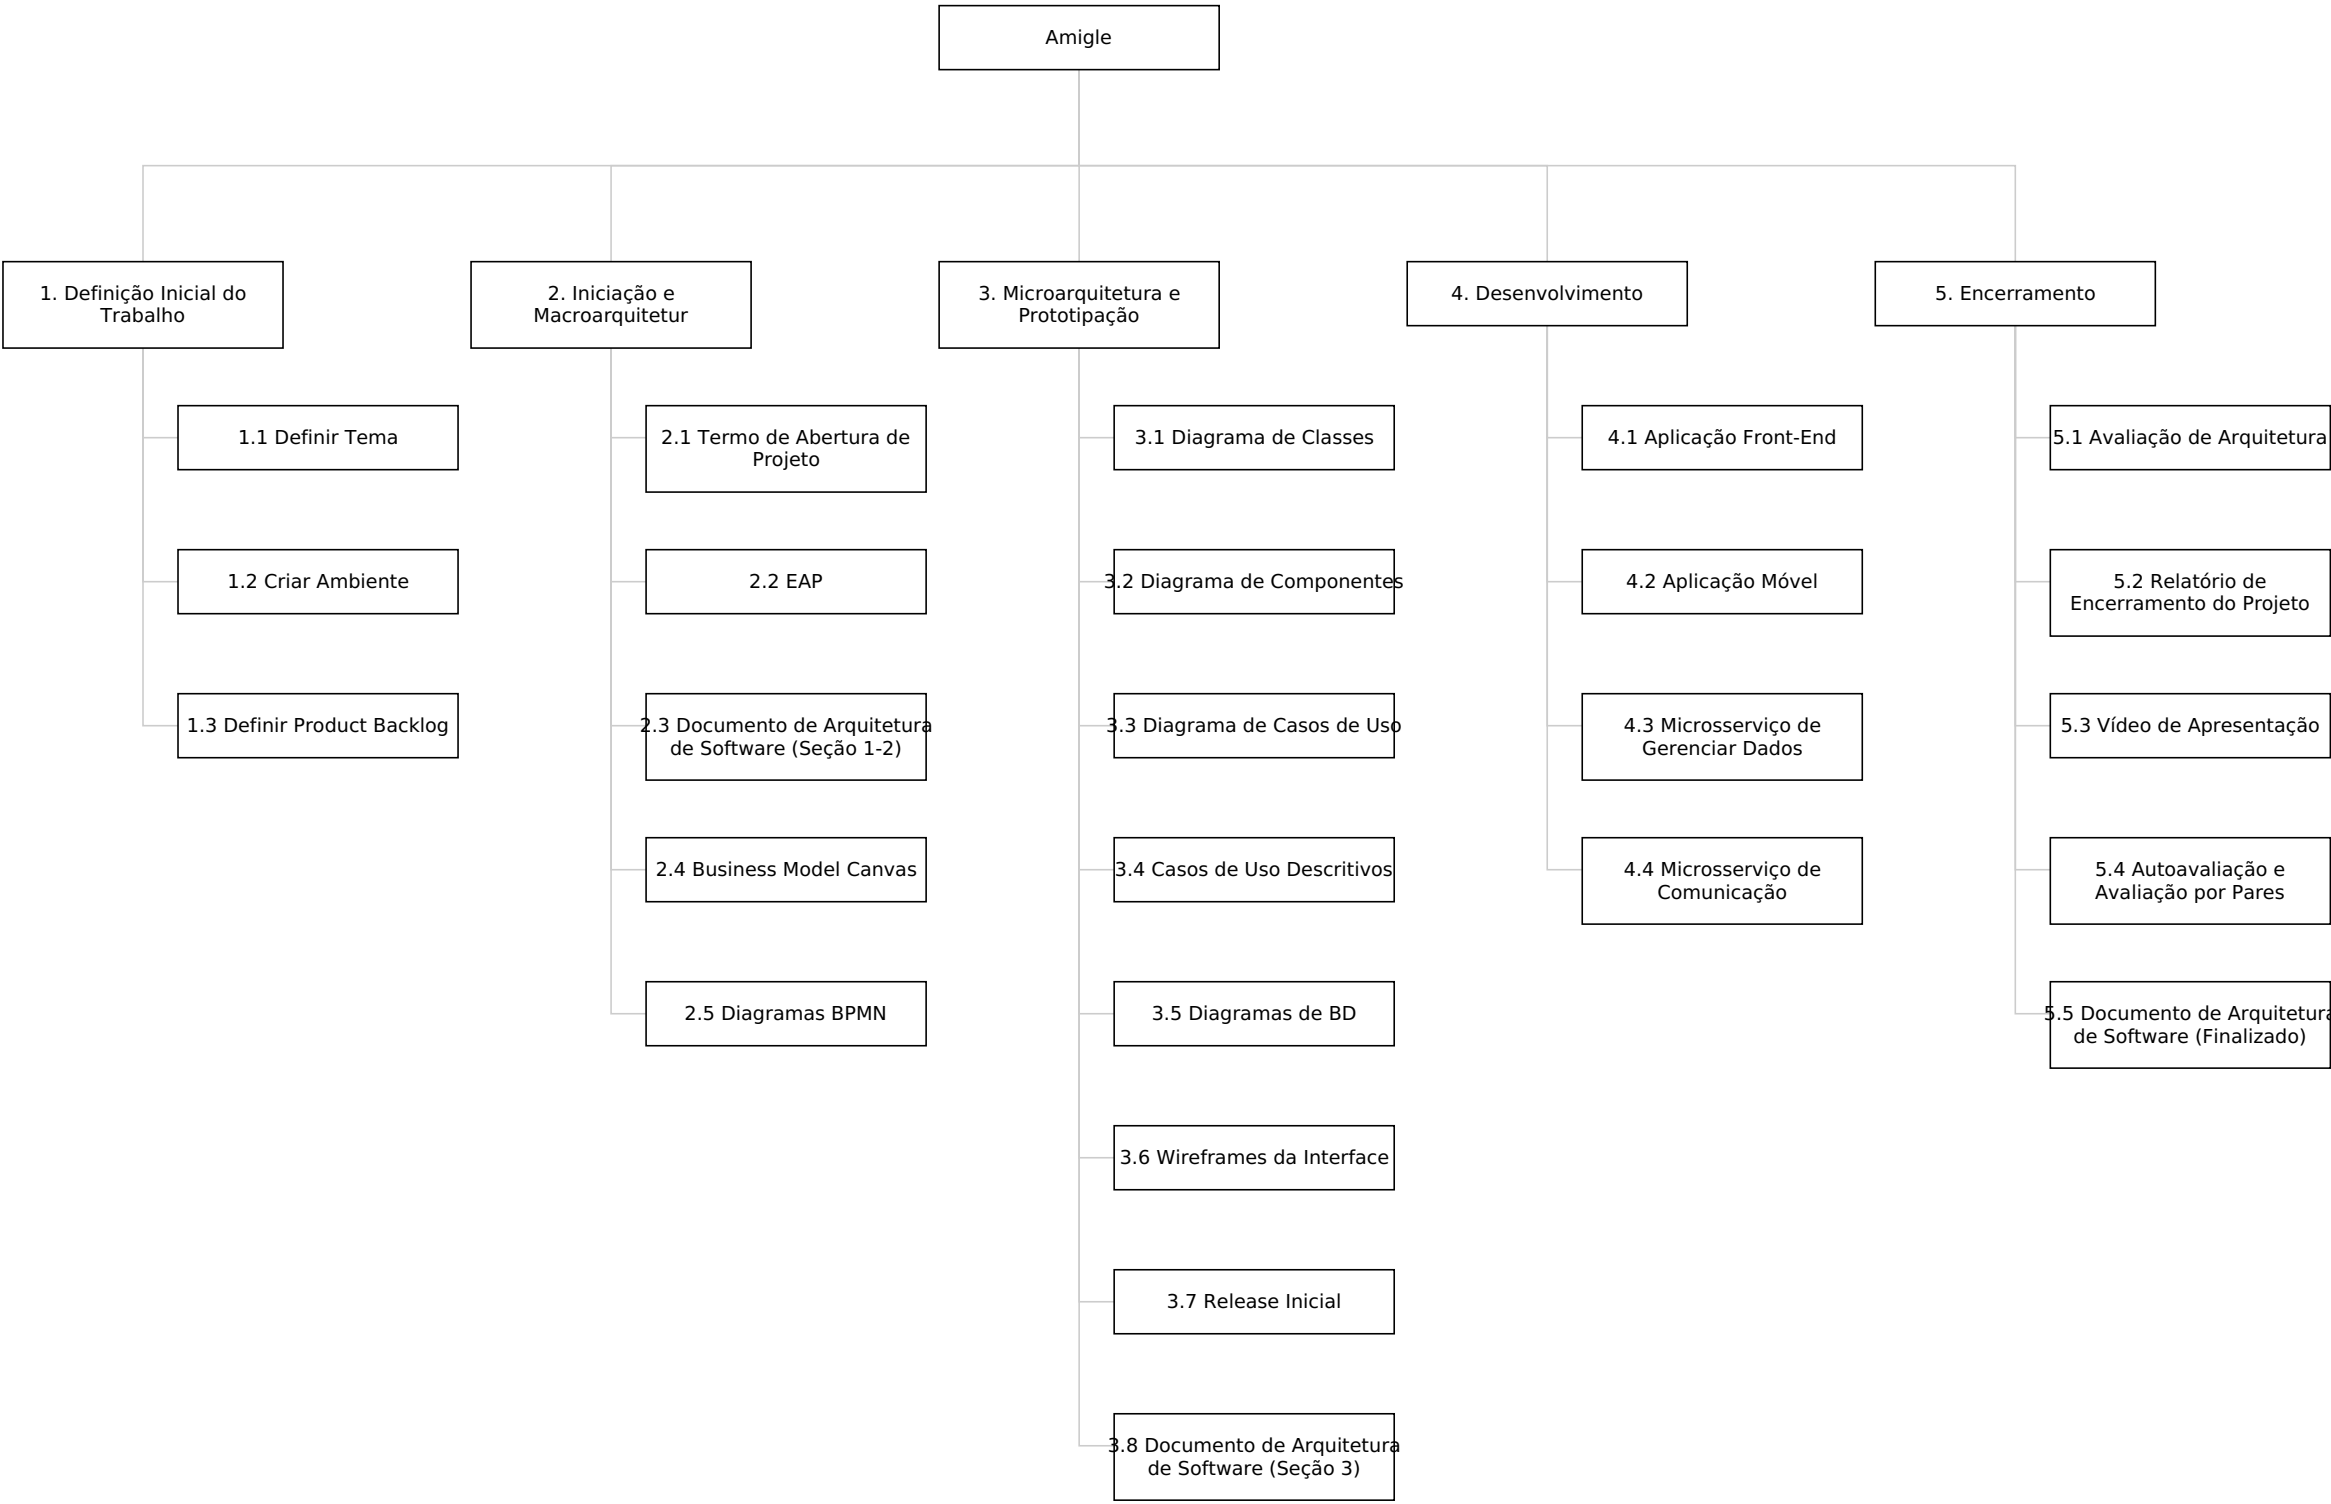 Amigle
1. Definição Inicial do
Trabalho
2. Iniciação e
Macroarquitetur
3. Microarquitetura e
Prototipação
4. Desenvolvimento
5. Encerramento
1.1 Definir Tema
1.2 Criar Ambiente
1.3 Definir Product Backlog
2.1 Termo de Abertura de
Projeto
2.2 EAP
2.3 Documento de Arquitetura
de Software (Seção 1-2)
2.4 Business Model Canvas
2.5 Diagramas BPMN
3.1 Diagrama de Classes
3.2 Diagrama de Componentes
3.3 Diagrama de Casos de Uso
3.4 Casos de Uso Descritivos
3.5 Diagramas de BD
3.6 Wireframes da Interface
3.7 Release Inicial
3.8 Documento de Arquitetura
de Software (Seção 3)
4.1 Aplicação Front-End
4.2 Aplicação Móvel
4.3 Microsserviço de
Gerenciar Dados
4.4 Microsserviço de
Comunicação
5.1 Avaliação de Arquitetura
5.2 Relatório de
Encerramento do Projeto
5.3 Vídeo de Apresentação
5.4 Autoavaliação e
Avaliação por Pares
5.5 Documento de Arquitetura
de Software (Finalizado)